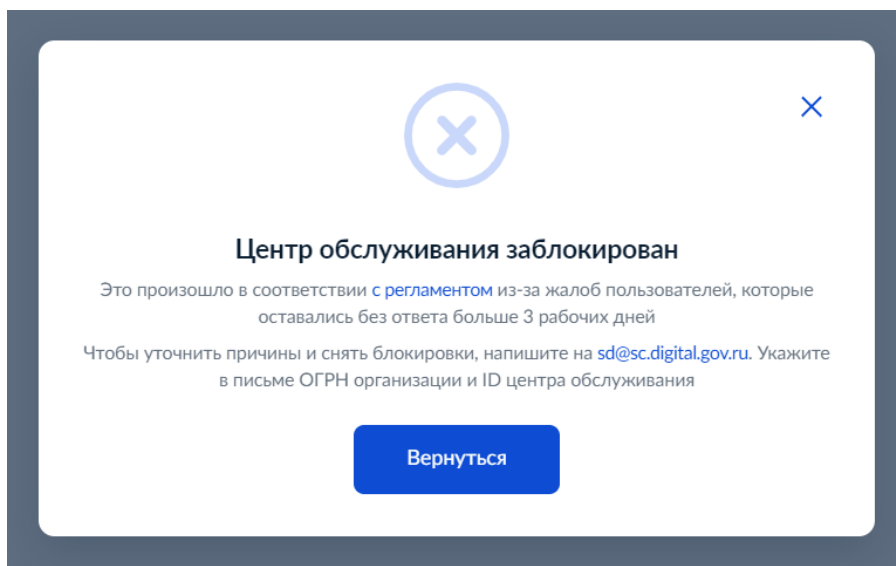 Центр обслуживания заблокирован
Это произошло в соответствии с регламентом из-за жалоб пользователей, которые
оставались без ответа больше 3 рабочих дней
Чтобы уточнить причины и снять блокировки, напишите на sd@sc.digital.gov.ru. Укажите
в письме ОГРН организации и ID центра обслуживания
Вернуться